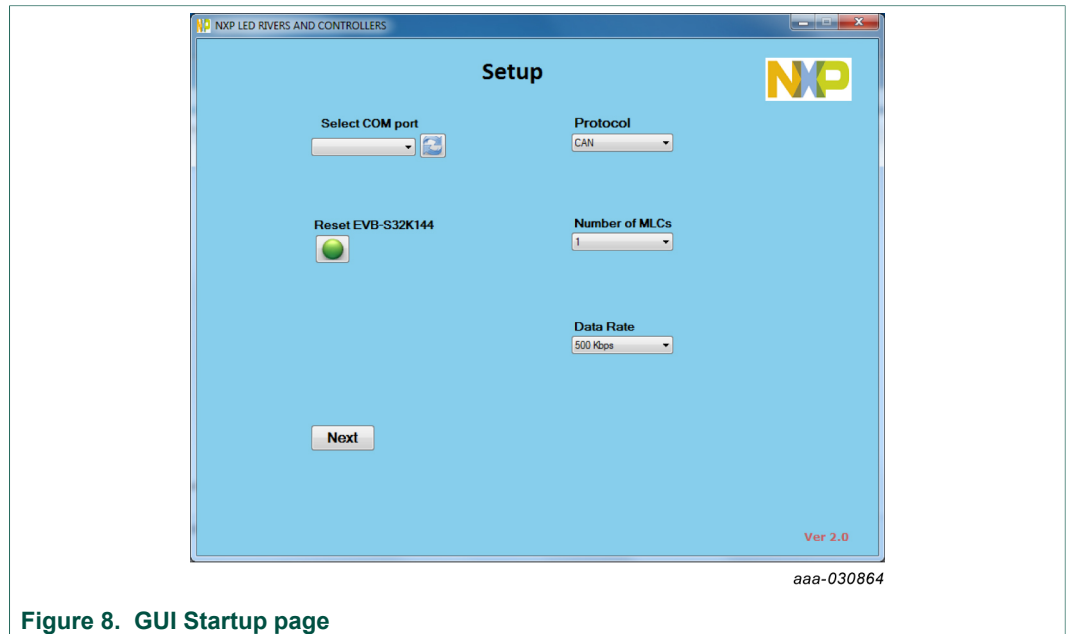 NXP LED RIVERS AND CONTROLLERS
Setup
NXP
Select COM port
Protocol
CAN
Reset EVB-S32K144
Number of MLCs
1
Data Rate
500 Kbps
Next
Ver 2.0
aaa-030864
Figure 8. GUI Startup page